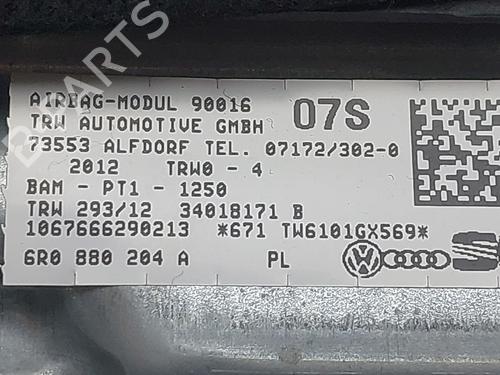 AIRBAG-MODUL 90016 07S
TRW AUTOMOTIVE GMBH
73553 ALFDORF TEL. 07172/302-0
2012 TRW0 - 4
BAM - PT1 - 1250
TRW 293/12 34018171 B
1067666290213 *671 TW6101GX569*
6R0 880 204 A PL
PARTS